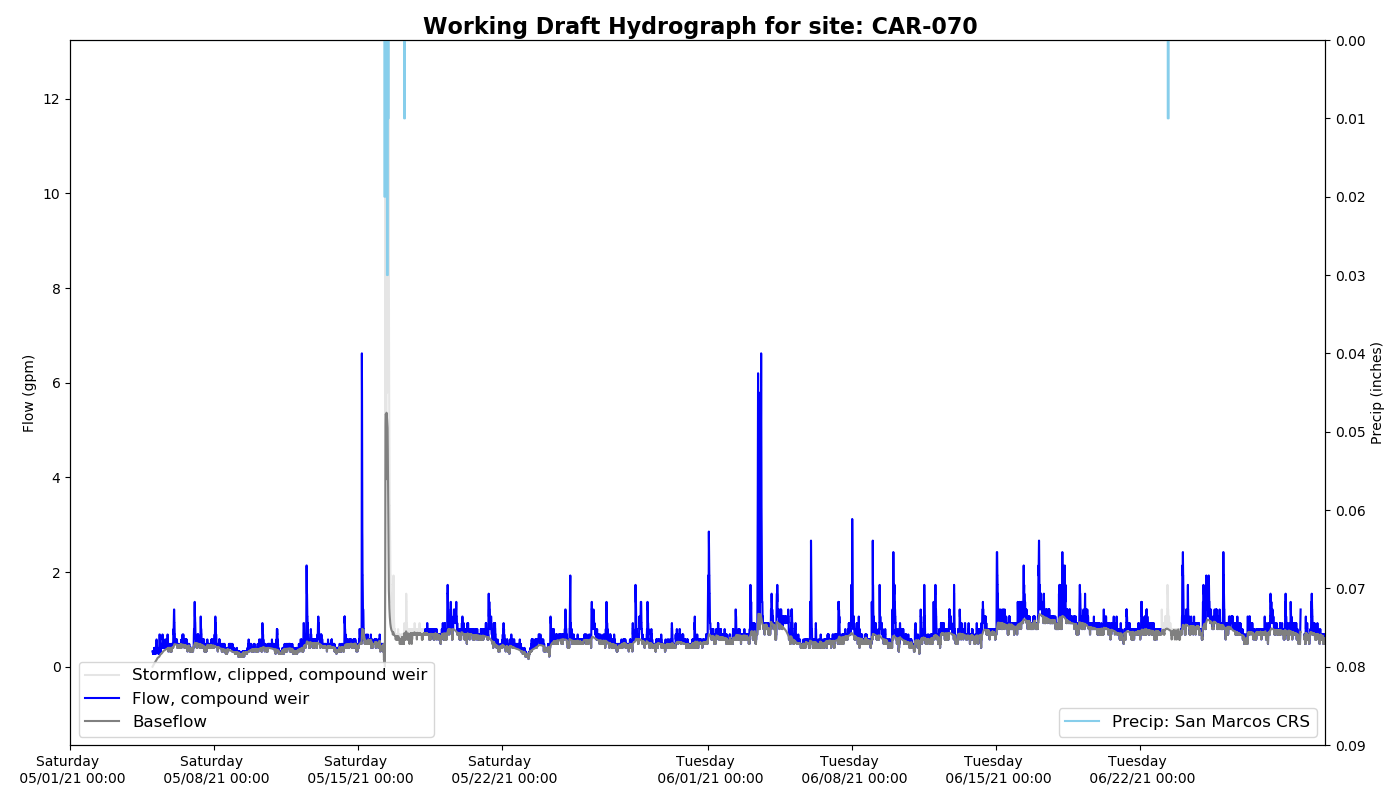 Working Draft Hydrograph for site: CAR-070
Flow (gpm)
12
10
8
6
4
2
0
0.00
0.01
0.02
0.03
0.04
0.05
0.06
0.07
0.08
0.09
Precip (inches)
Stormflow, clipped, compound weir
Flow, compound weir
Baseflow
Precip: San Marcos CRS
Saturday
05/01/21 00:00
Saturday
05/08/21 00:00
Saturday
05/15/21 00:00
Saturday
05/22/21 00:00
Tuesday
06/01/21 00:00
Tuesday
06/08/21 00:00
Tuesday
06/15/21 00:00
Tuesday
06/22/21 00:00